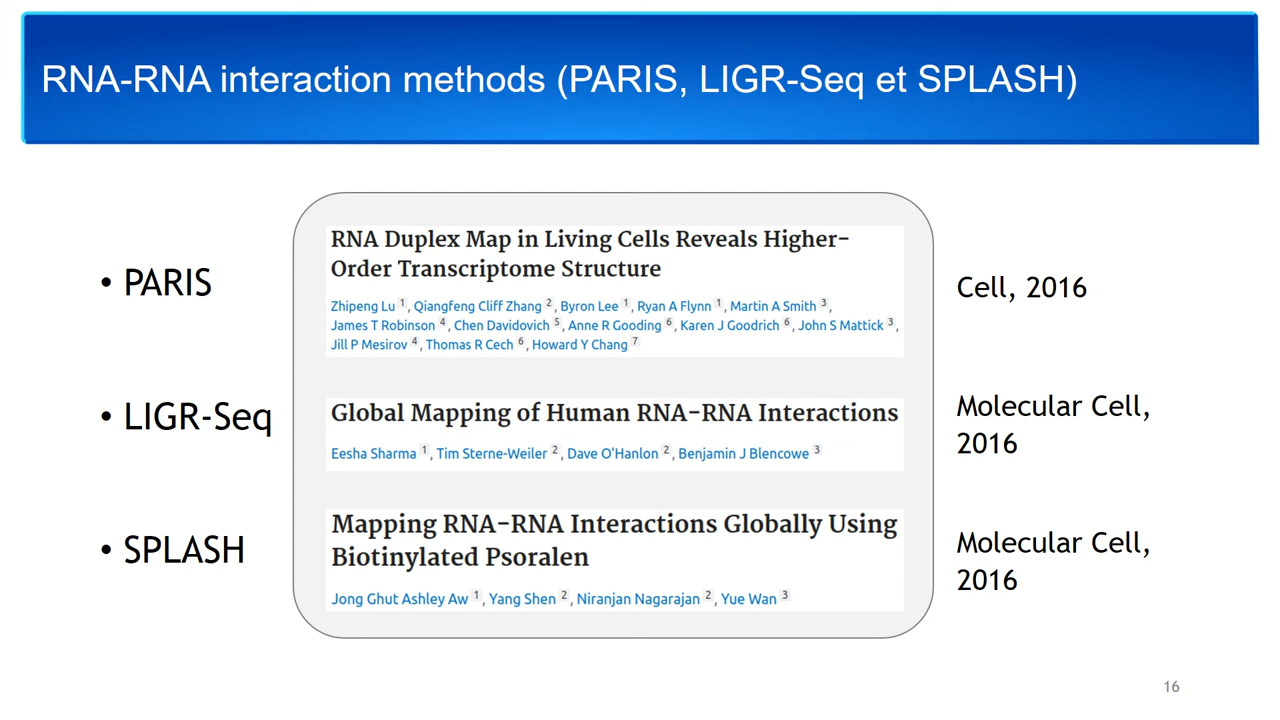 RNA-RNA interaction methods (PARIS, LIGR-Seq et SPLASH)
• PARIS
RNA Duplex Map in Living Cells Reveals Higher-
Order Transcriptome Structure
Zhipeng Lu 1, Qiangfeng Cliff Zhang 2, Byron Lee 1, Ryan A Flynn 1, Martin A Smith 3,
James T Robinson 4, Chen Davidovich 5, Anne R Gooding 6, Karen J Goodrich 6, John S Mattick 3,
Jill P Mesirov 4, Thomas R Cech 6, Howard Y Chang 7
Cell, 2016
• LIGR-Seq
Global Mapping of Human RNA-RNA Interactions
Eesha Sharma 1, Tim Sterne-Weiler 2, Dave O'Hanlon 2, Benjamin J Blencowe 3
Molecular Cell,
2016
• SPLASH
Mapping RNA-RNA Interactions Globally Using
Biotinylated Psoralen
Jong Ghut Ashley Aw 1, Yang Shen 2, Niranjan Nagarajan 2, Yue Wan 3
Molecular Cell,
2016
16